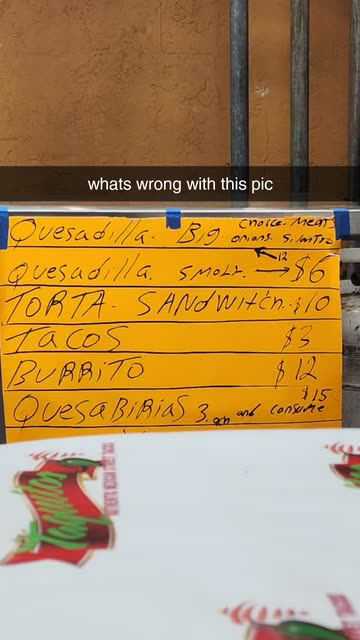 whats wrong with this pic
Quesadilla. Big choice. Meat
onions. Silantro
12
Quesadilla. SMOLL. $6
TORTA. SANdWitch. $10
TACOS $3
BURRiTO $12
$15
QUESABIRIAS 3. and consume